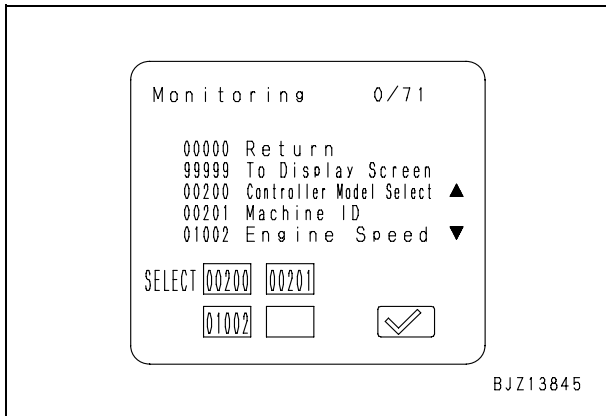 Monitoring 0/71
00000 Return
99999 To Display Screen
00200 Controller Model Select ▲
00201 Machine ID
01002 Engine Speed ▼
SELECT 00200 00201
01002
BJZ13845